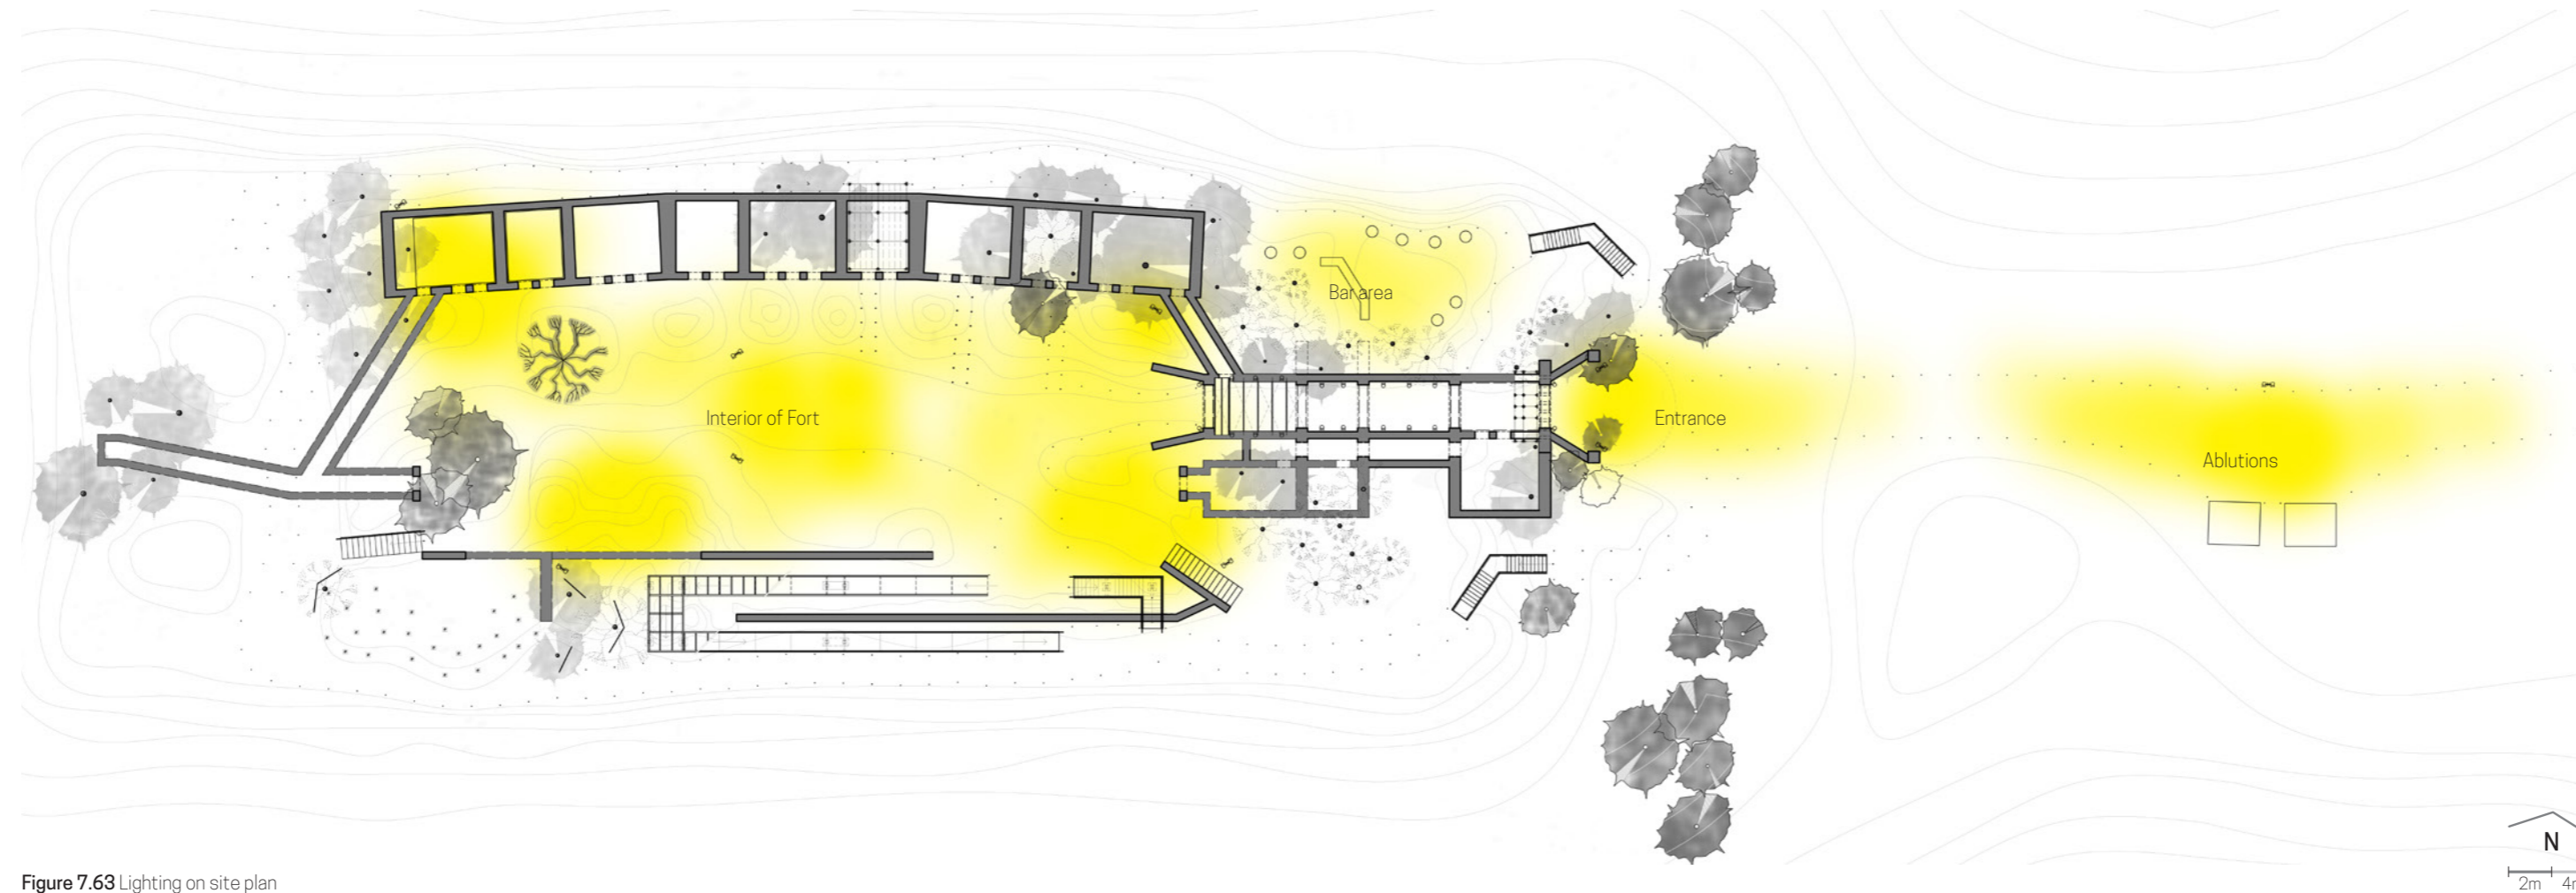 Bar area
Interior of Fort
Entrance
Ablutions
N
2m
Figure 7.63 Lighting on site plan